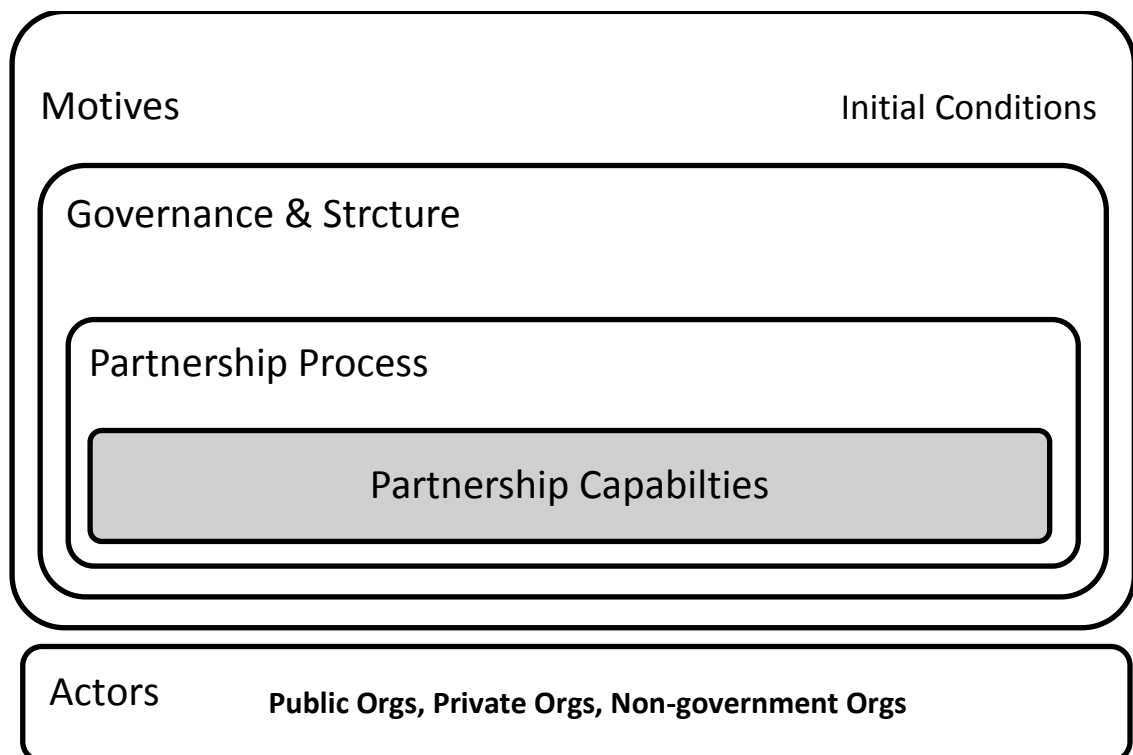 Motives
Initial Conditions
Governance & Strcture
Partnership Process
Partnership Capabilties
Actors
Public Orgs, Private Orgs, Non-government Orgs